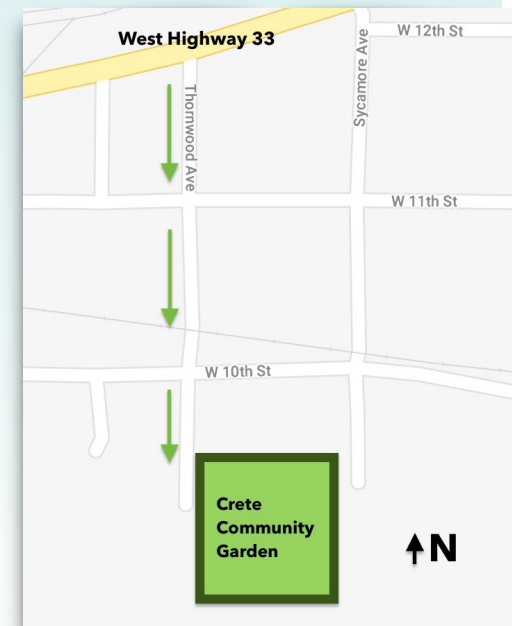 West Highway 33
W 12th St
Sycamore Ave
Thornwood Ave
W 11th St
W 10th St
Crete
Community
Garden
N